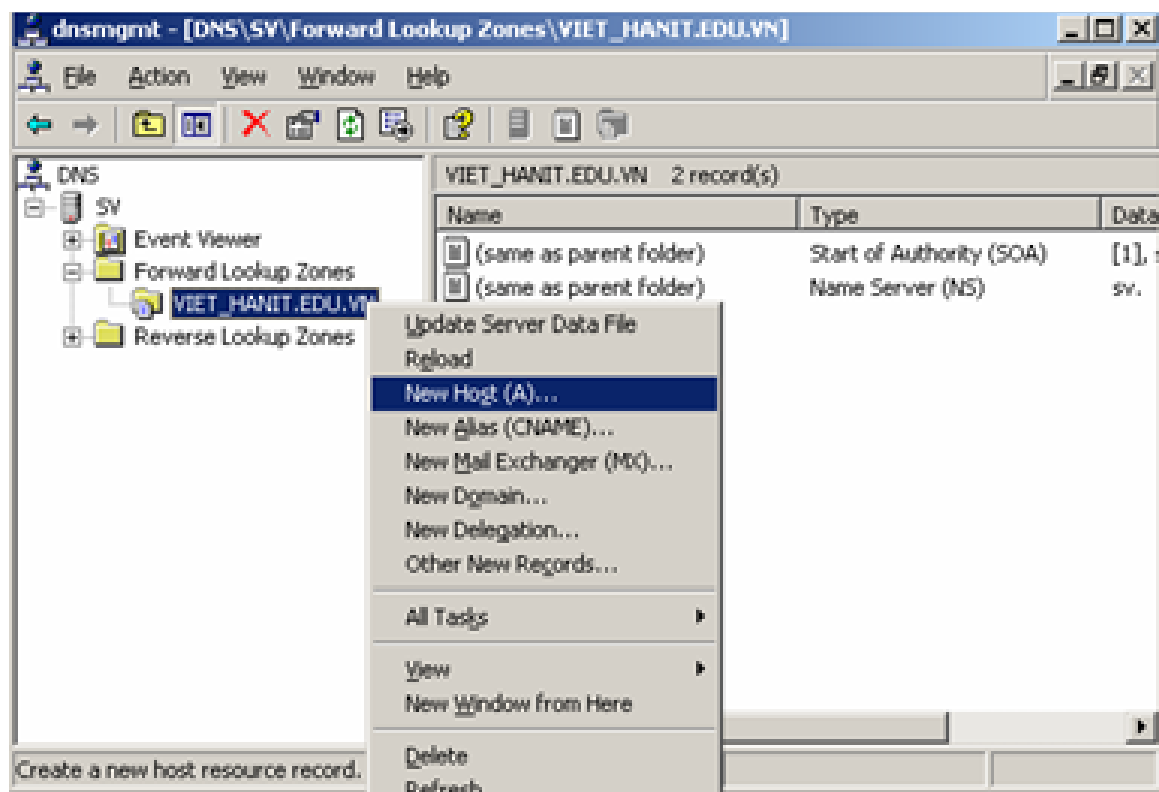 dnsmgmt - [DNS\SV\Forward Lookup Zones\VIET_HANIT.EDU.VN]
File Action View Window Help
DNS
SV
Event Viewer
Forward Lookup Zones
VIET_HANIT.EDU.VN
Reverse Lookup Zones
VIET_HANIT.EDU.VN 2 record(s)
Name Type Data
(same as parent folder) Start of Authority (SOA) [1], s
(same as parent folder) Name Server (NS) sv.
Update Server Data File
Reload
New Host (A)...
New Alias (CNAME)...
New Mail Exchanger (MX)...
New Domain...
New Delegation...
Other New Records...
All Tasks
View
New Window from Here
Delete
Refresh
Create a new host resource record.